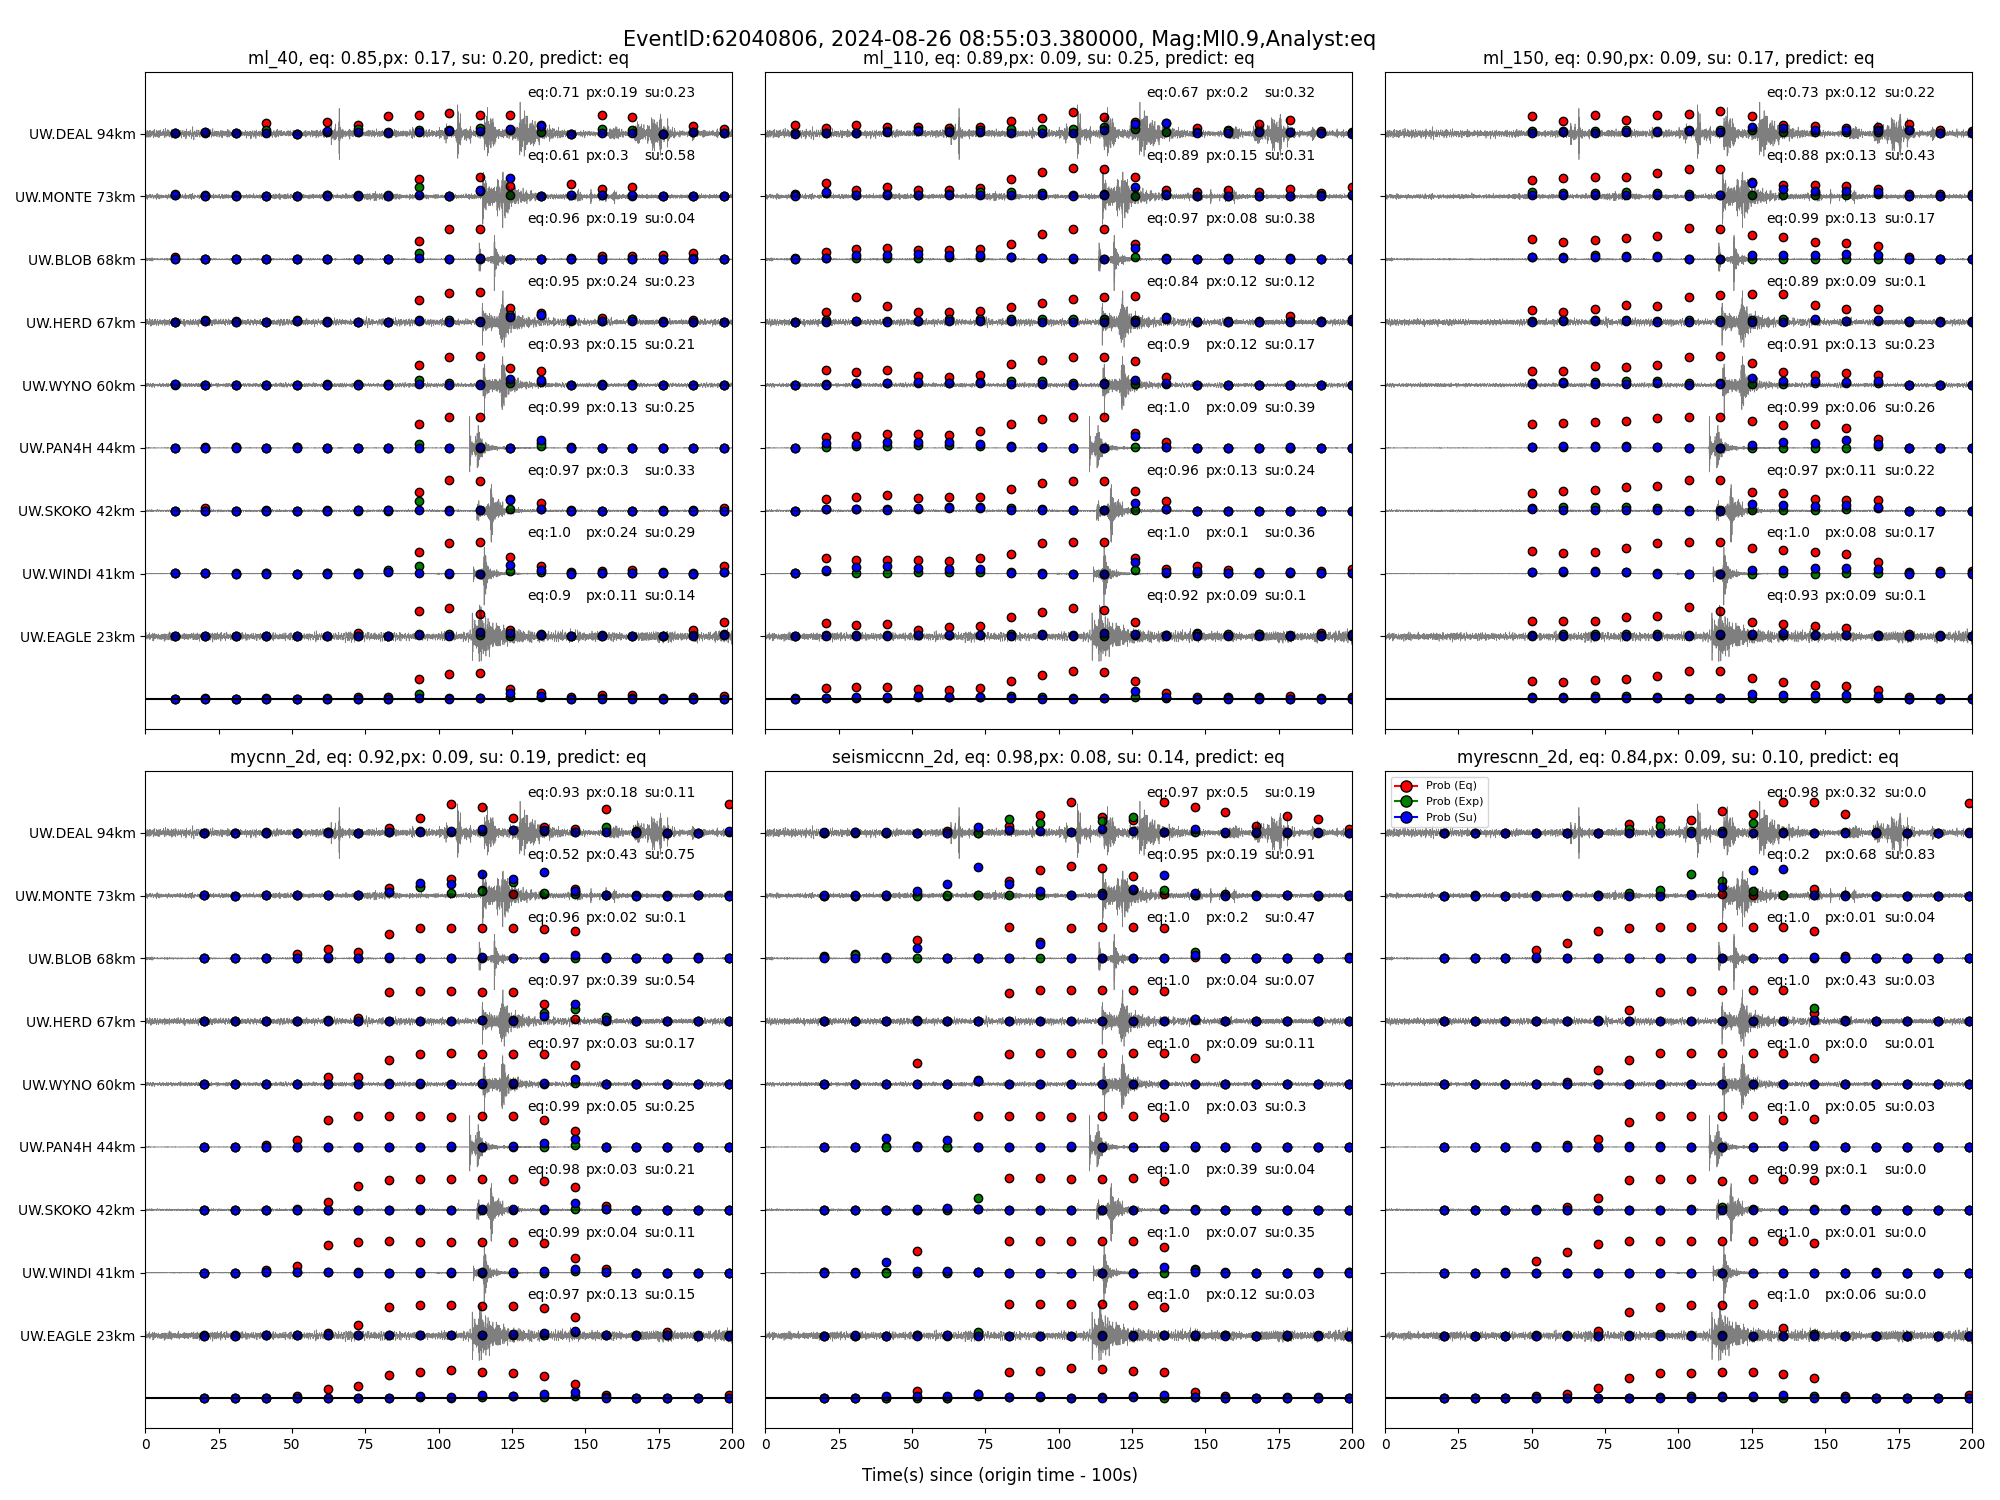 EventID:62040806, 2024-08-26 08:55:03.380000, Mag:Ml0.9,Analyst:eq
ml_40, eq: 0.85,px: 0.17, su: 0.20, predict: eq
UW.DEAL 94km
eq:0.71 px:0.19 su:0.23
UW.MONTE 73km
eq:0.61 px:0.3 su:0.58
UW.BLOB 68km
eq:0.96 px:0.19 su:0.04
UW.HERD 67km
eq:0.95 px:0.24 su:0.23
UW.WYNO 60km
eq:0.93 px:0.15 su:0.21
UW.PAN4H 44km
eq:0.99 px:0.13 su:0.25
UW.SKOKO 42km
eq:0.97 px:0.3 su:0.33
UW.WINDI 41km
eq:1.0 px:0.24 su:0.29
UW.EAGLE 23km
eq:0.9 px:0.11 su:0.14
ml_110, eq: 0.89,px: 0.09, su: 0.25, predict: eq
eq:0.67 px:0.2 su:0.32
eq:0.89 px:0.15 su:0.31
eq:0.97 px:0.08 su:0.38
eq:0.84 px:0.12 su:0.12
eq:0.9 px:0.12 su:0.17
eq:1.0 px:0.09 su:0.39
eq:0.96 px:0.13 su:0.24
eq:1.0 px:0.1 su:0.36
eq:0.92 px:0.09 su:0.1
ml_150, eq: 0.90,px: 0.09, su: 0.17, predict: eq
eq:0.73 px:0.12 su:0.22
eq:0.88 px:0.13 su:0.43
eq:0.99 px:0.13 su:0.17
eq:0.89 px:0.09 su:0.1
eq:0.91 px:0.13 su:0.23
eq:0.99 px:0.06 su:0.26
eq:0.97 px:0.11 su:0.22
eq:1.0 px:0.08 su:0.17
eq:0.93 px:0.09 su:0.1
mycnn_2d, eq: 0.92,px: 0.09, su: 0.19, predict: eq
UW.DEAL 94km
eq:0.93 px:0.18 su:0.11
UW.MONTE 73km
eq:0.52 px:0.43 su:0.75
UW.BLOB 68km
eq:0.96 px:0.02 su:0.1
UW.HERD 67km
eq:0.97 px:0.39 su:0.54
UW.WYNO 60km
eq:0.97 px:0.03 su:0.17
UW.PAN4H 44km
eq:0.99 px:0.05 su:0.25
UW.SKOKO 42km
eq:0.98 px:0.03 su:0.21
UW.WINDI 41km
eq:0.99 px:0.04 su:0.11
UW.EAGLE 23km
eq:0.97 px:0.13 su:0.15
0 25 50 75 100 125 150 175 200
seismiccnn_2d, eq: 0.98,px: 0.08, su: 0.14, predict: eq
eq:0.97 px:0.5 su:0.19
eq:0.95 px:0.19 su:0.91
eq:1.0 px:0.2 su:0.47
eq:1.0 px:0.04 su:0.07
eq:1.0 px:0.09 su:0.11
eq:1.0 px:0.03 su:0.3
eq:1.0 px:0.39 su:0.04
eq:1.0 px:0.07 su:0.35
eq:1.0 px:0.12 su:0.03
0 25 50 75 100 125 150 175 200
myrescnn_2d, eq: 0.84,px: 0.09, su: 0.10, predict: eq
Prob (Eq)
Prob (Exp)
Prob (Su)
eq:0.98 px:0.32 su:0.0
eq:0.2 px:0.68 su:0.83
eq:1.0 px:0.01 su:0.04
eq:1.0 px:0.43 su:0.03
eq:1.0 px:0.0 su:0.01
eq:1.0 px:0.05 su:0.03
eq:0.99 px:0.1 su:0.0
eq:1.0 px:0.01 su:0.0
eq:1.0 px:0.06 su:0.0
0 25 50 75 100 125 150 175 200
Time(s) since (origin time - 100s)